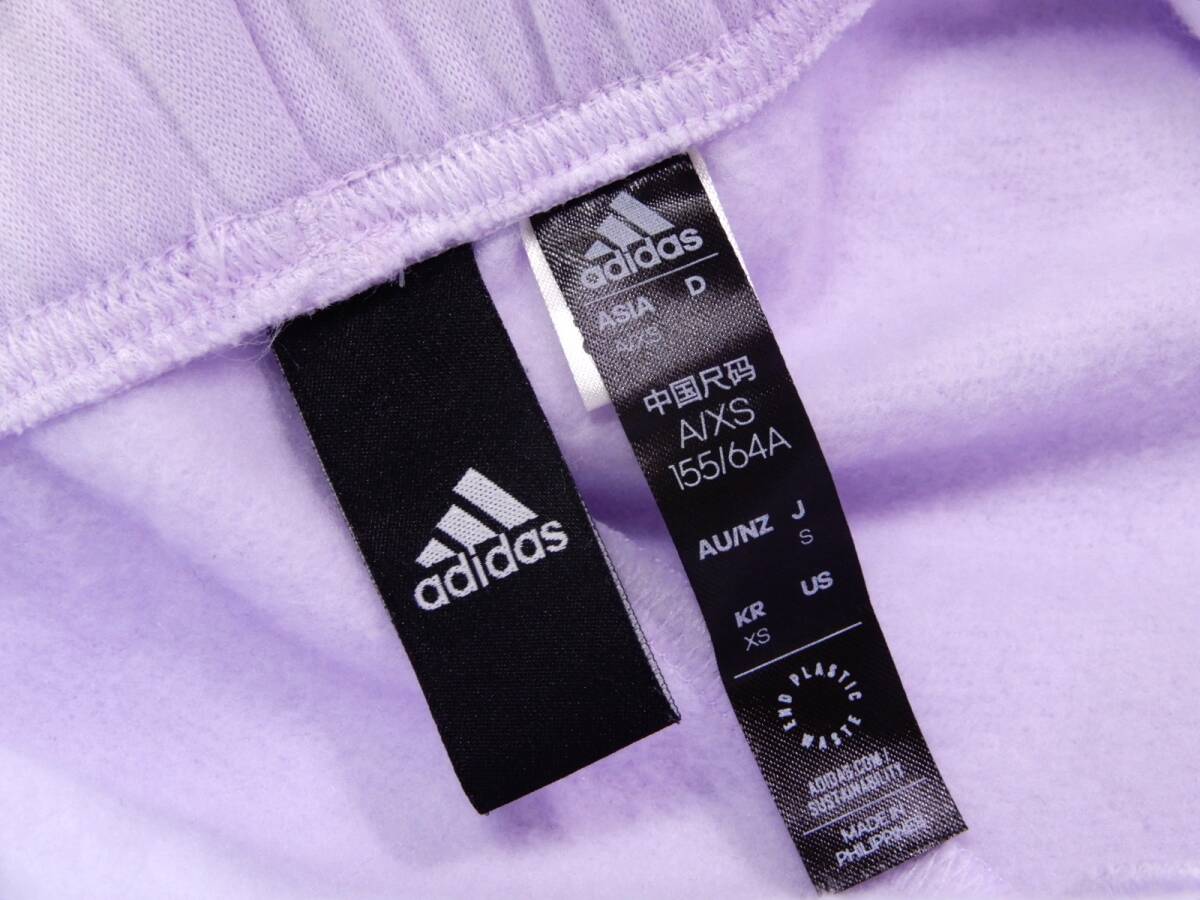 adidas
adidas
ASIA D
A/XS
中国尺码
A/XS
155/64A
AU/NZ J
S
KR US
XS
END PLASTIC WASTE
ADIDAS.COM/
SUSTAINABILITY
MADE IN
PHILIPPINES